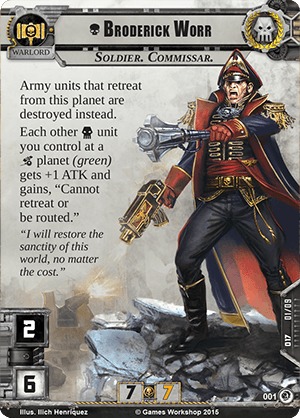 Broderick Worr
WARLORD
Soldier. Commissar.
Army units that retreat
from this planet are
destroyed instead.
Each other unit
you control at a
planet (green)
gets +1 ATK and
gains, “Cannot
retreat or
be routed.”
“I will restore the
sanctity of this
world, no matter
the cost.”
2
6
7 7
017 01/09
001
Illus. Ilich Henriquez
© Games Workshop 2015